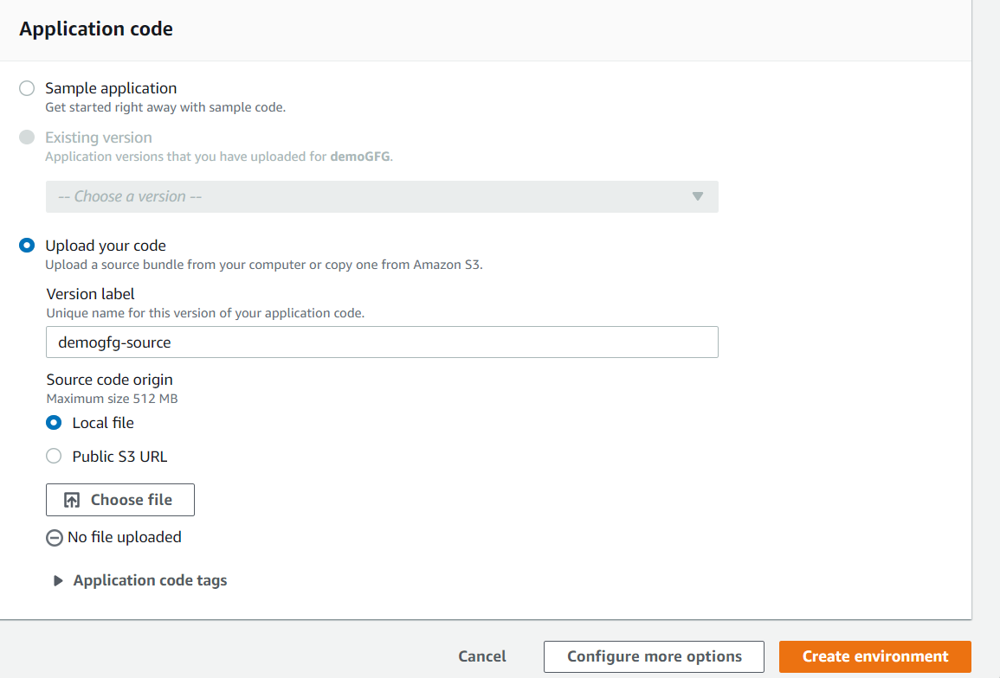 Application code
Sample application
Get started right away with sample code.
Existing version
Application versions that you have uploaded for demoGFG.
-- Choose a version --
Upload your code
Upload a source bundle from your computer or copy one from Amazon S3.
Version label
Unique name for this version of your application code.
demogfg-source
Source code origin
Maximum size 512 MB
Local file
Public S3 URL
Choose file
No file uploaded
Application code tags
Cancel
Configure more options
Create environment